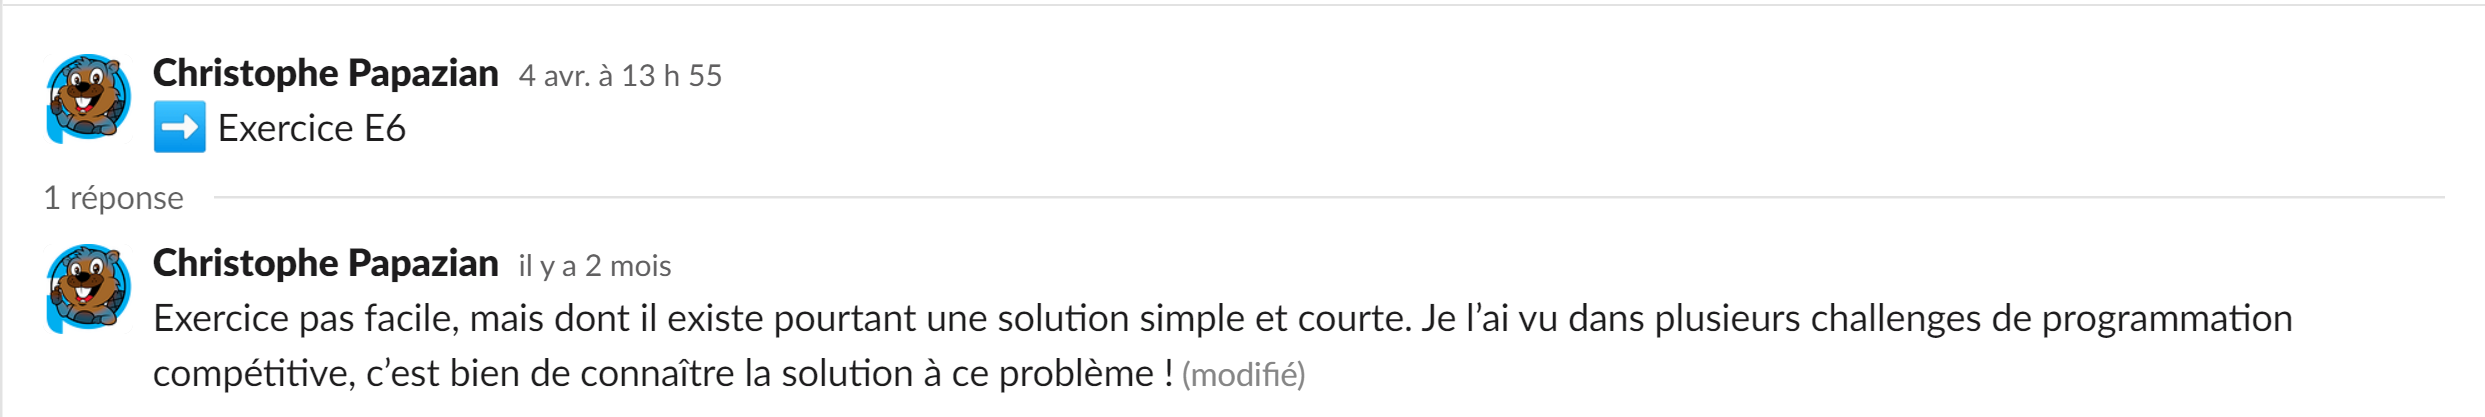 Christophe Papazian 4 avr. à 13 h 55
➡️ Exercice E6
1 réponse
Christophe Papazian il y a 2 mois
Exercice pas facile, mais dont il existe pourtant une solution simple et courte. Je l’ai vu dans plusieurs challenges de programmation
compétitive, c’est bien de connaître la solution à ce problème ! (modifié)